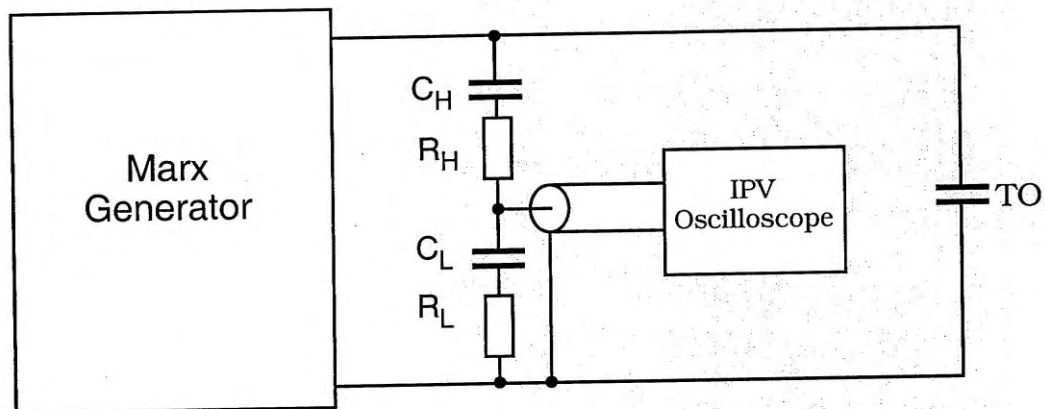 Marx
Generator
C_H
R_H
C_L
R_L
IPV
Oscilloscope
TO